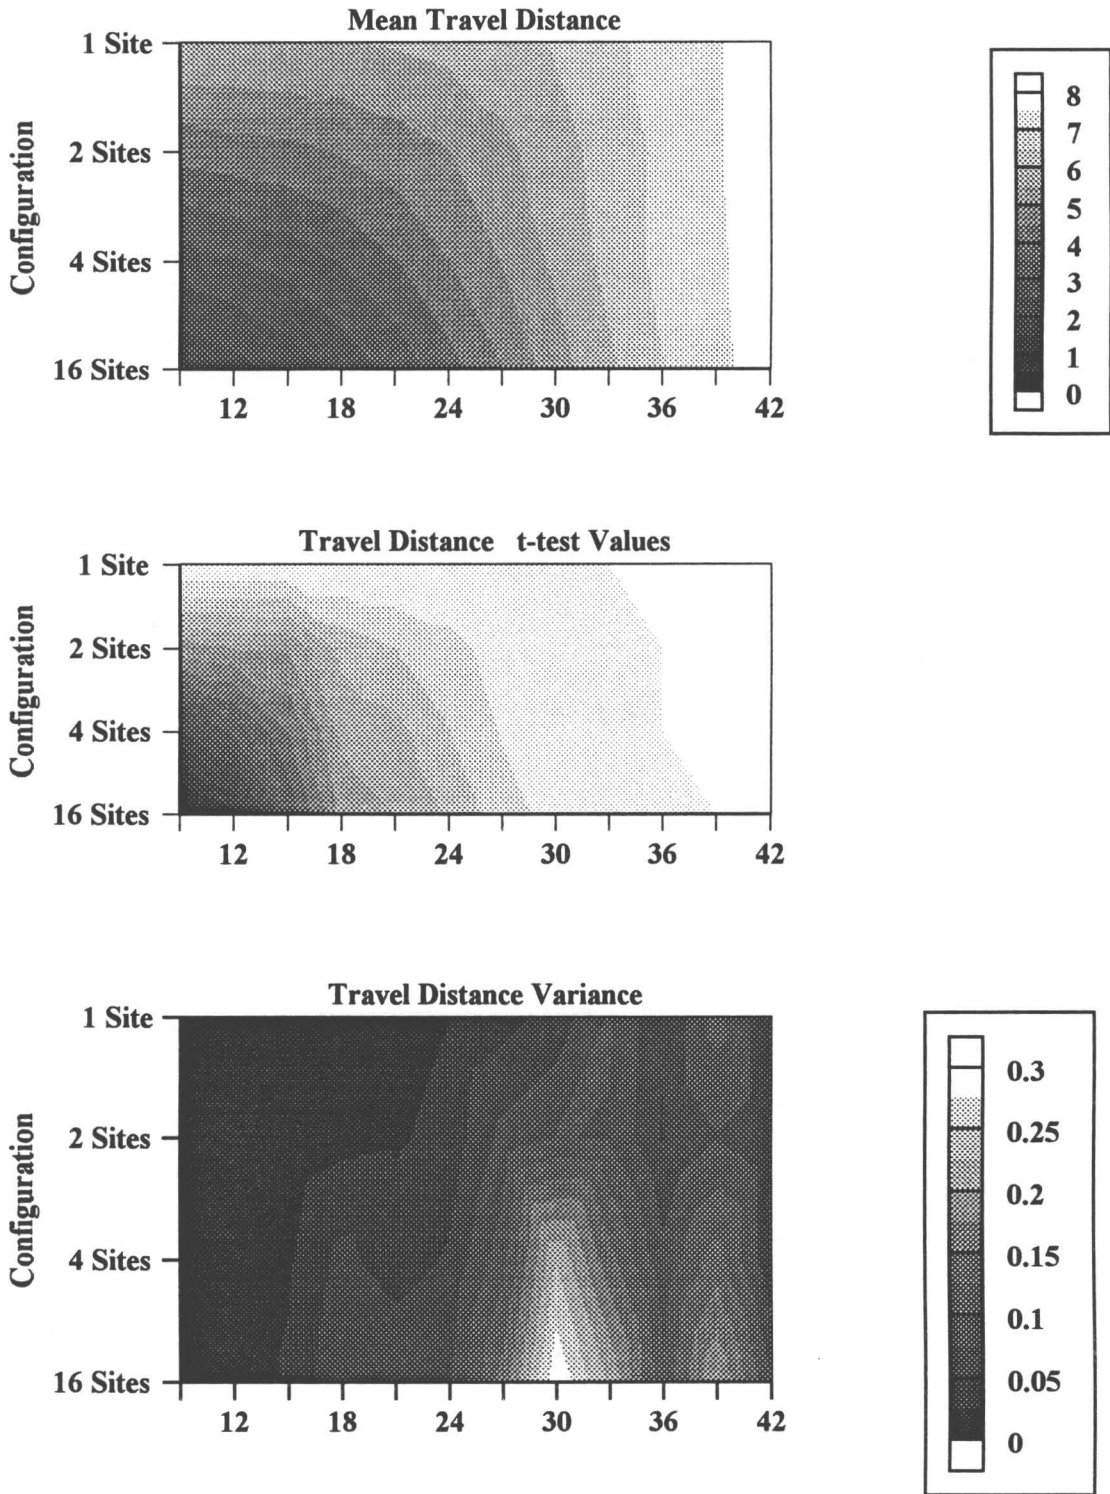 Mean Travel Distance
Configuration
1 Site
2 Sites
4 Sites
16 Sites
12 18 24 30 36 42
8
7
6
5
4
3
2
1
0
Travel Distance t-test Values
Configuration
1 Site
2 Sites
4 Sites
16 Sites
12 18 24 30 36 42
Travel Distance Variance
Configuration
1 Site
2 Sites
4 Sites
16 Sites
12 18 24 30 36 42
0.3
0.25
0.2
0.15
0.1
0.05
0